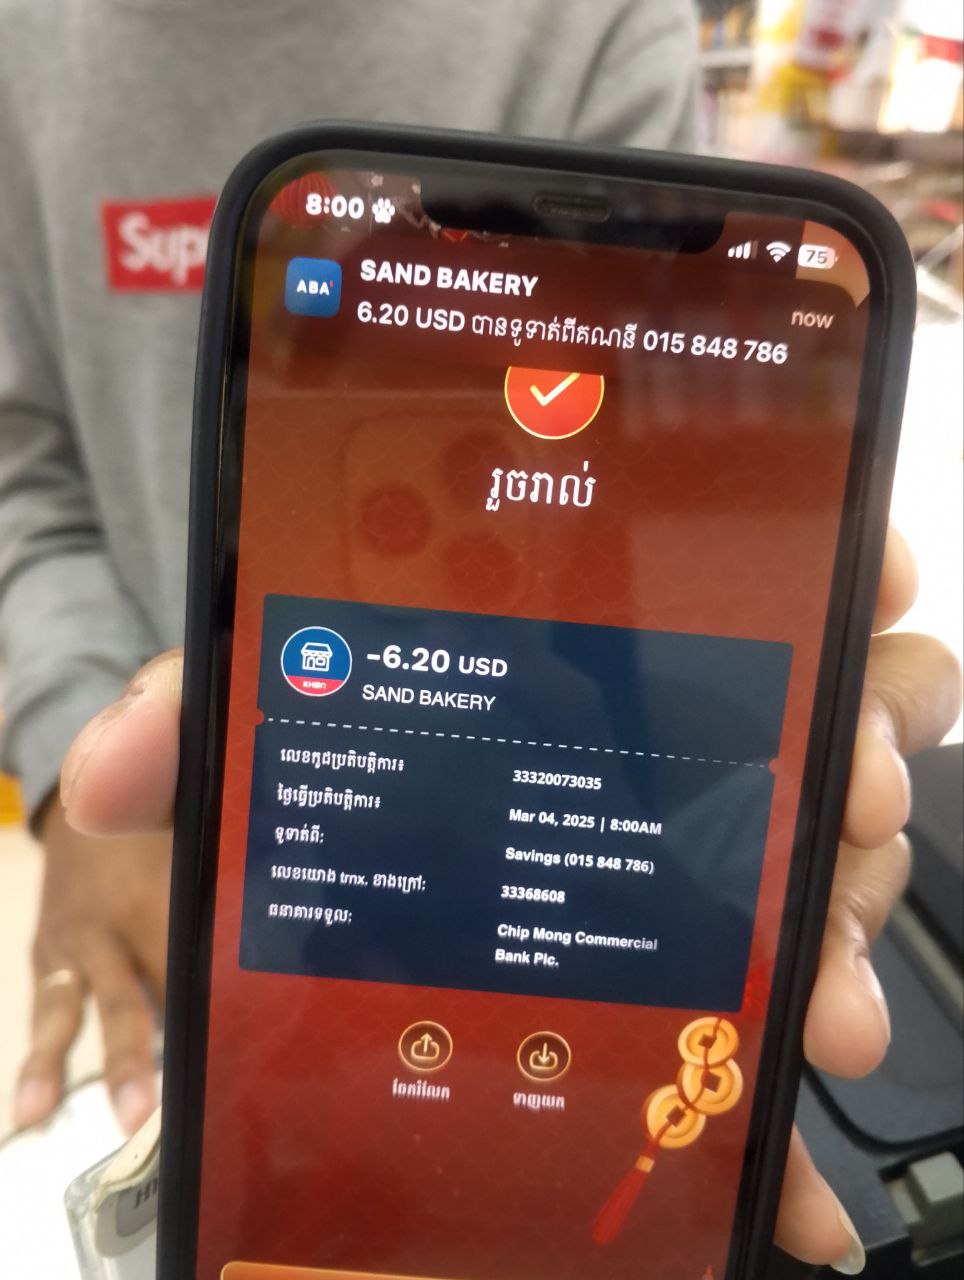 8:00
75
Sup
ABA'
SAND BAKERY
now
6.20 USD បានទូទាត់ពីគណនី 015 848 786
រួចរាល់
-6.20 USD
KHQR
SAND BAKERY
លេខកូដប្រតិបត្តិការ៖ 33320073035
ថ្ងៃធ្វើប្រតិបត្តិការ៖ Mar 04, 2025 | 8:00AM
ទូទាត់ពី: Savings (015 848 786)
លេខយោង trnx. ខាងក្រៅ: 33368608
ធនាគារទទួល: Chip Mong Commercial
Bank Plc.
ចែករំលែក
ទាញយក